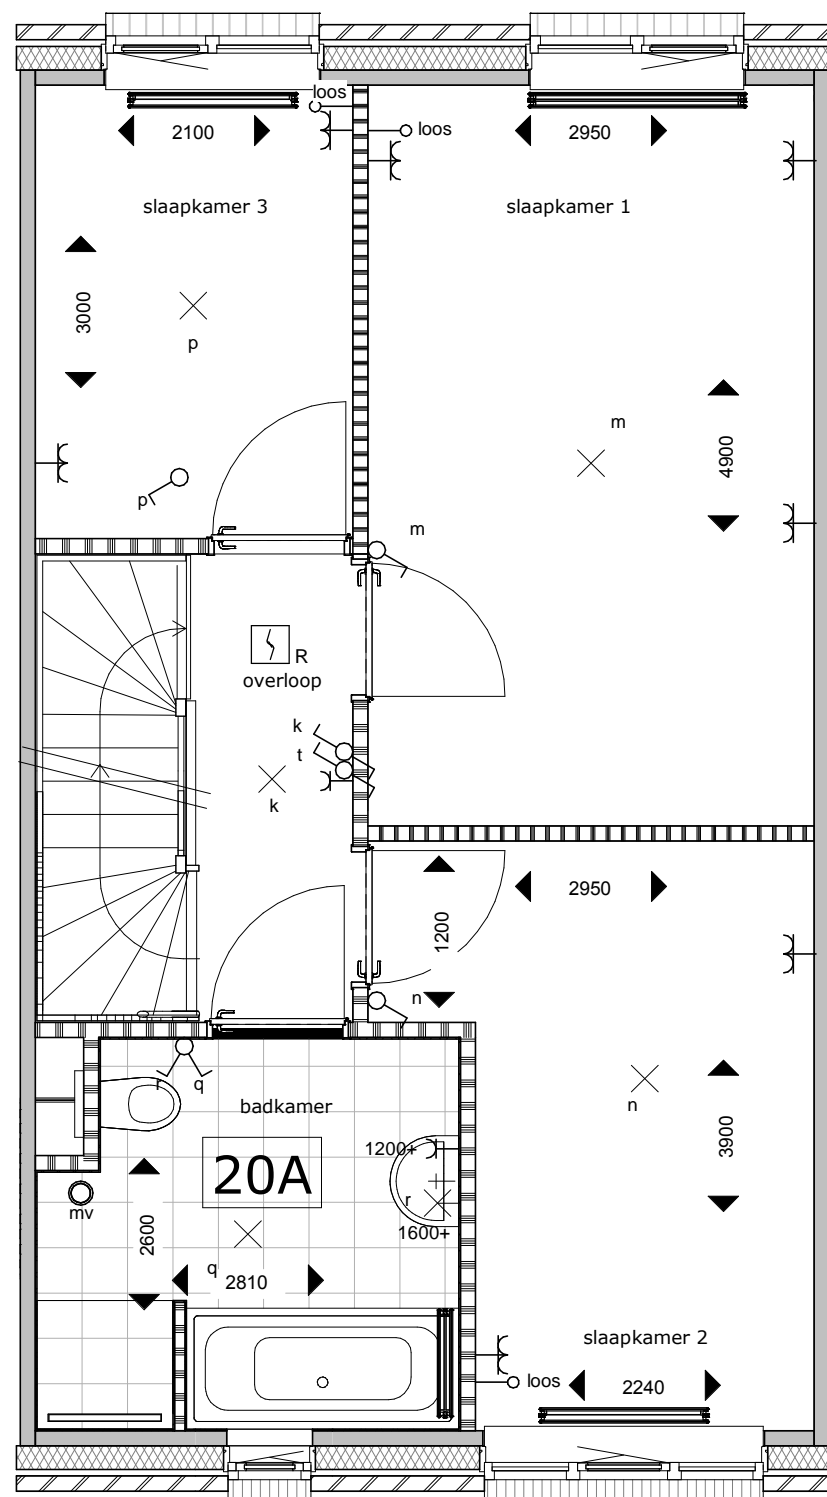 loos
2100
loos
2950
slaapkamer 3
slaapkamer 1
3000
p
m
4900
p
m
R
overloop
k
t
k
2950
1200
n
r
q
badkamer
n
1200+
3900
20A
r
mv
1600+
2600
q
2810
slaapkamer 2
loos
2240